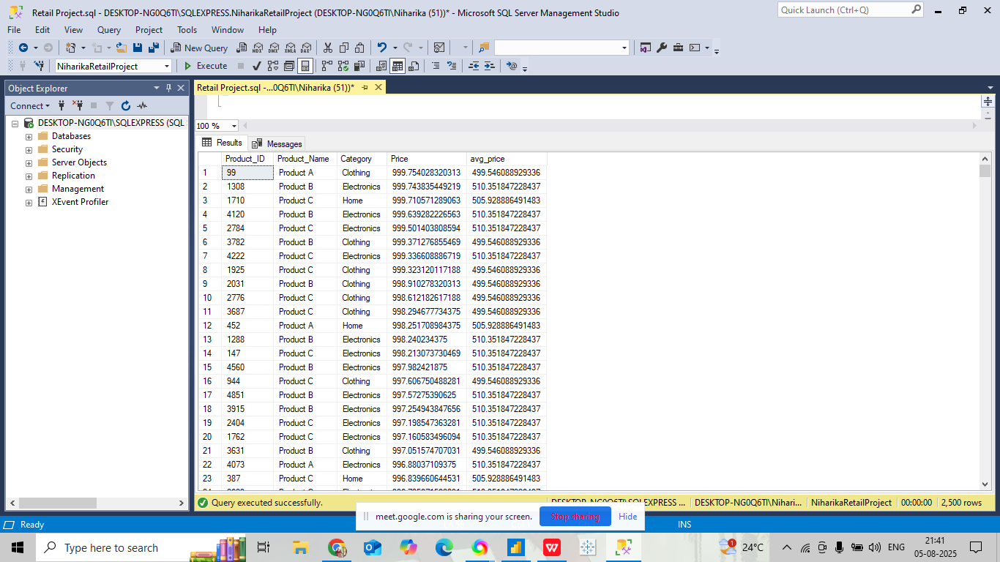 Retail Project.sql - DESKTOP-NG0Q6TI\SQLEXPRESS.NiharikaRetailProject (DESKTOP-NG0Q6TI\Niharika (51))* - Microsoft SQL Server Management Studio
Quick Launch (Ctrl+Q)
File Edit View Query Project Tools Window Help
New Query MDX DMX XMLA DAX
NiharikaRetailProject Execute
Object Explorer
Retail Project.sql -...0Q6TI\Niharika (51))*
Connect
DESKTOP-NG0Q6TI\SQLEXPRESS (SQL
Databases
Security
Server Objects
Replication
Management
XEvent Profiler
100 %
Results Messages
Product_ID Product_Name Category Price avg_price
1 99 Product A Clothing 999.754028320313 499.546088929336
2 1308 Product B Electronics 999.743835449219 510.351847228437
3 1710 Product C Home 999.710571289063 505.928886491483
4 4120 Product B Electronics 999.639282226563 510.351847228437
5 2784 Product C Electronics 999.501403808594 510.351847228437
6 3782 Product B Clothing 999.371276855469 499.546088929336
7 4222 Product C Electronics 999.336608886719 510.351847228437
8 1925 Product C Clothing 999.323120117188 499.546088929336
9 2031 Product B Clothing 998.910278320313 499.546088929336
10 2776 Product C Clothing 998.612182617188 499.546088929336
11 3687 Product C Clothing 998.294677734375 499.546088929336
12 452 Product A Home 998.251708984375 505.928886491483
13 1288 Product B Electronics 998.240234375 510.351847228437
14 147 Product C Electronics 998.213073730469 510.351847228437
15 4560 Product B Electronics 997.982421875 510.351847228437
16 944 Product C Clothing 997.606750488281 499.546088929336
17 4851 Product B Electronics 997.57275390625 510.351847228437
18 3915 Product B Electronics 997.254943847656 510.351847228437
19 2404 Product C Electronics 997.198547363281 510.351847228437
20 1762 Product C Electronics 997.160583496094 510.351847228437
21 3631 Product B Clothing 997.051574707031 499.546088929336
22 4073 Product A Electronics 996.88037109375 510.351847228437
23 387 Product C Home 996.839660644531 505.928886491483
Query executed successfully.
DESKTOP-NG0Q6TI\SQLEXPRESS ... DESKTOP-NG0Q6TI\Nihari... NiharikaRetailProject 00:00:00 2,500 rows
meet.google.com is sharing your screen. Stop sharing Hide
Ready INS
Type here to search
1 24°C ENG 21:41
05-08-2025